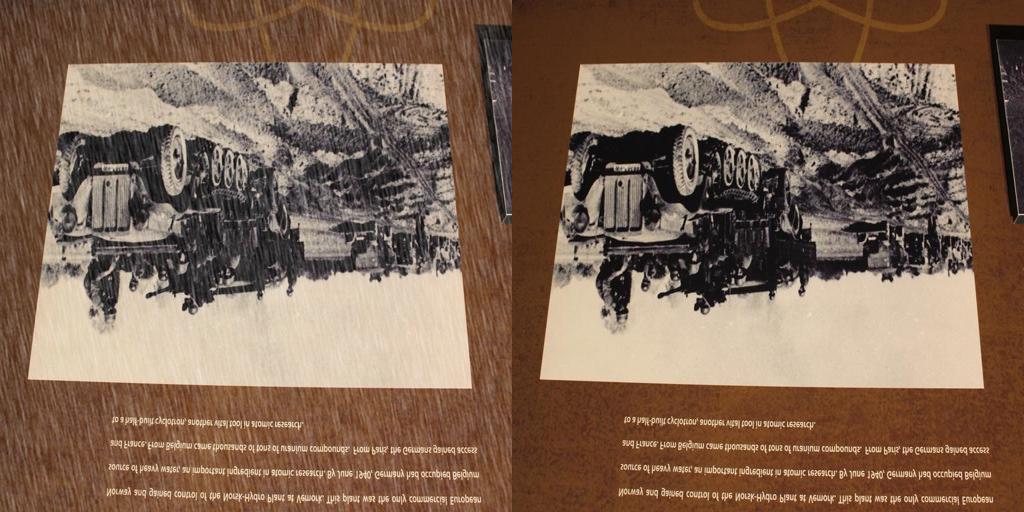 Norway and gained control of the Norsk-Hydro Plant at Vemork. This plant was the only commercial European
source of heavy water, an important ingredient in atomic research. By June 1940, Germany had occupied Belgium
and France. From Belgium came thousands of tons of uranium compounds. From Paris, the Germans gained access
to a half-built cyclotron, another vital tool in atomic research.
Norway and gained control of the Norsk-Hydro Plant at Vemork. This plant was the only commercial European
source of heavy water, an important ingredient in atomic research. By June 1940, Germany had occupied Belgium
and France. From Belgium came thousands of tons of uranium compounds. From Paris, the Germans gained access
to a half-built cyclotron, another vital tool in atomic research.